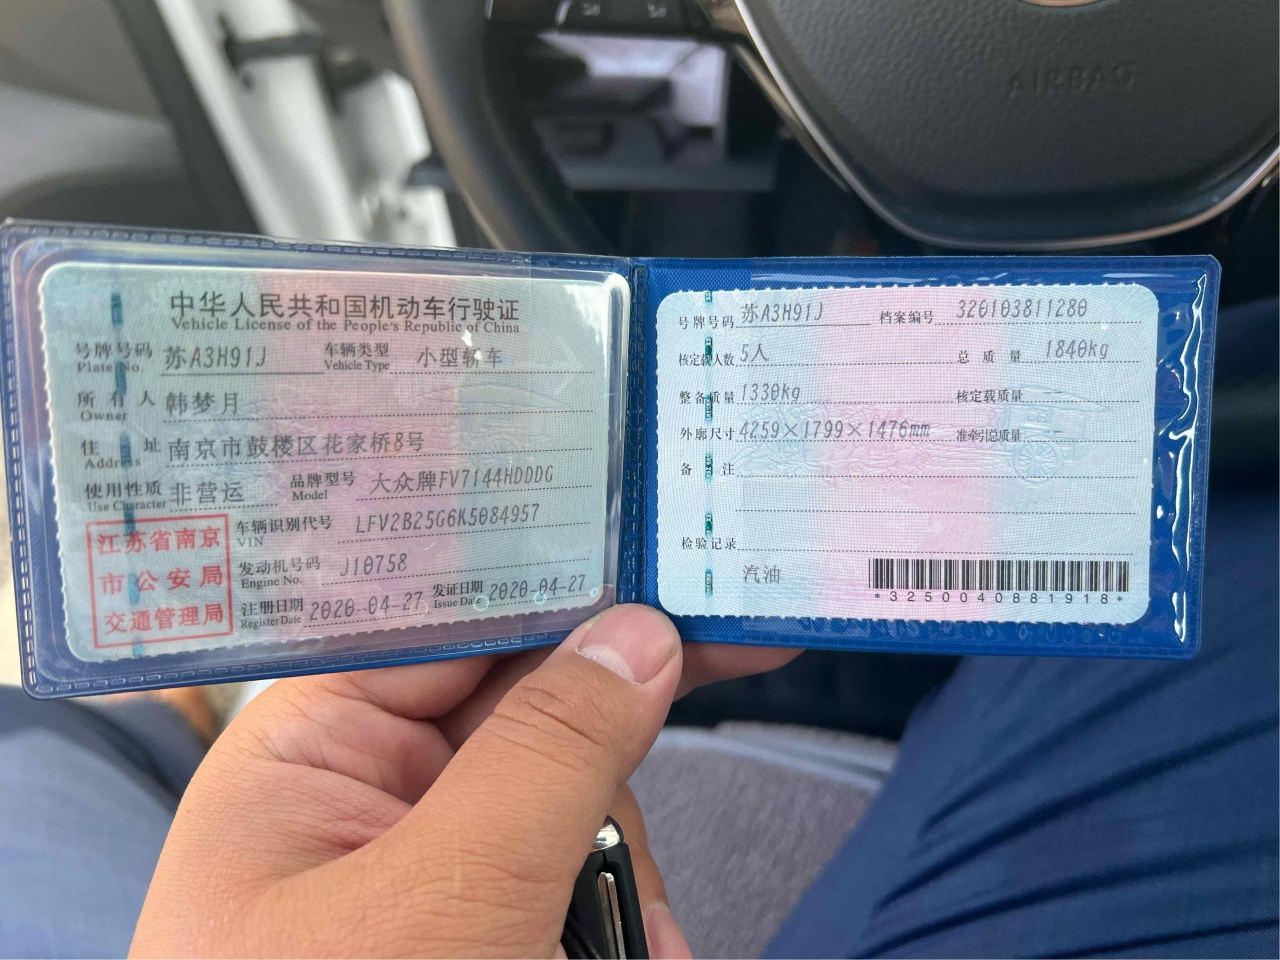 AIRBAG
中华人民共和国机动车行驶证
Vehicle License of the People's Republic of China
号牌号码 苏A3H91J 车辆类型 小型轿车
Plate No. Vehicle Type
所有人 韩梦月
Owner
住址 南京市鼓楼区花家桥8号
Address
使用性质 非营运 品牌型号 大众牌FV7144HDDDG
Use Character Model
江苏省南京
市公安局
交通管理局
车辆识别代号 LFV2B25G6K5084957
VIN
发动机号码 J10758
Engine No.
注册日期 2020-04-27 发证日期 2020-04-27
Register Date Issue Date
号牌号码 苏A3H91J 档案编号 320103811280
核定载人数 5人 总质量 1840kg
整备质量 1330kg 核定载质量 --
外廓尺寸 4259×1799×1476mm 准牵引总质量 --
备注
检验记录
汽油
*3250040881918*